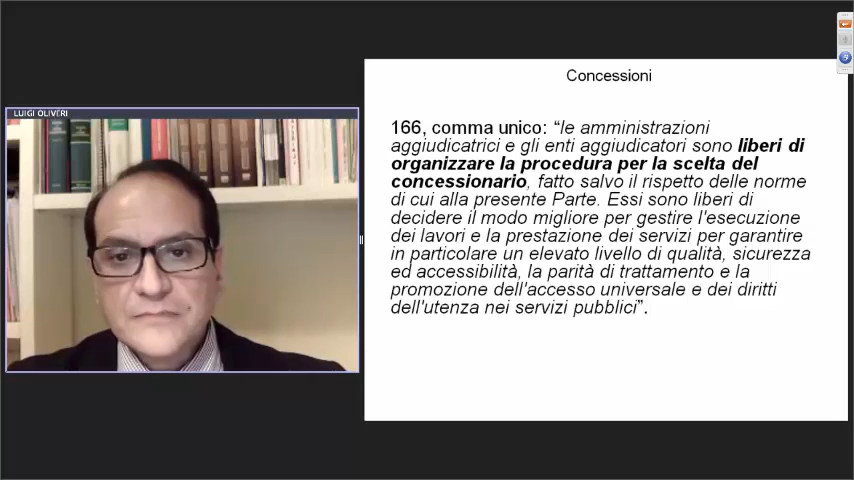 LUIGI OLIVERI
Concessioni
166, comma unico: “le amministrazioni
aggiudicatrici e gli enti aggiudicatori sono liberi di
organizzare la procedura per la scelta del
concessionario, fatto salvo il rispetto delle norme
di cui alla presente Parte. Essi sono liberi di
decidere il modo migliore per gestire l'esecuzione
dei lavori e la prestazione dei servizi per garantire
in particolare un elevato livello di qualità, sicurezza
ed accessibilità, la parità di trattamento e la
promozione dell'accesso universale e dei diritti
dell'utenza nei servizi pubblici”.